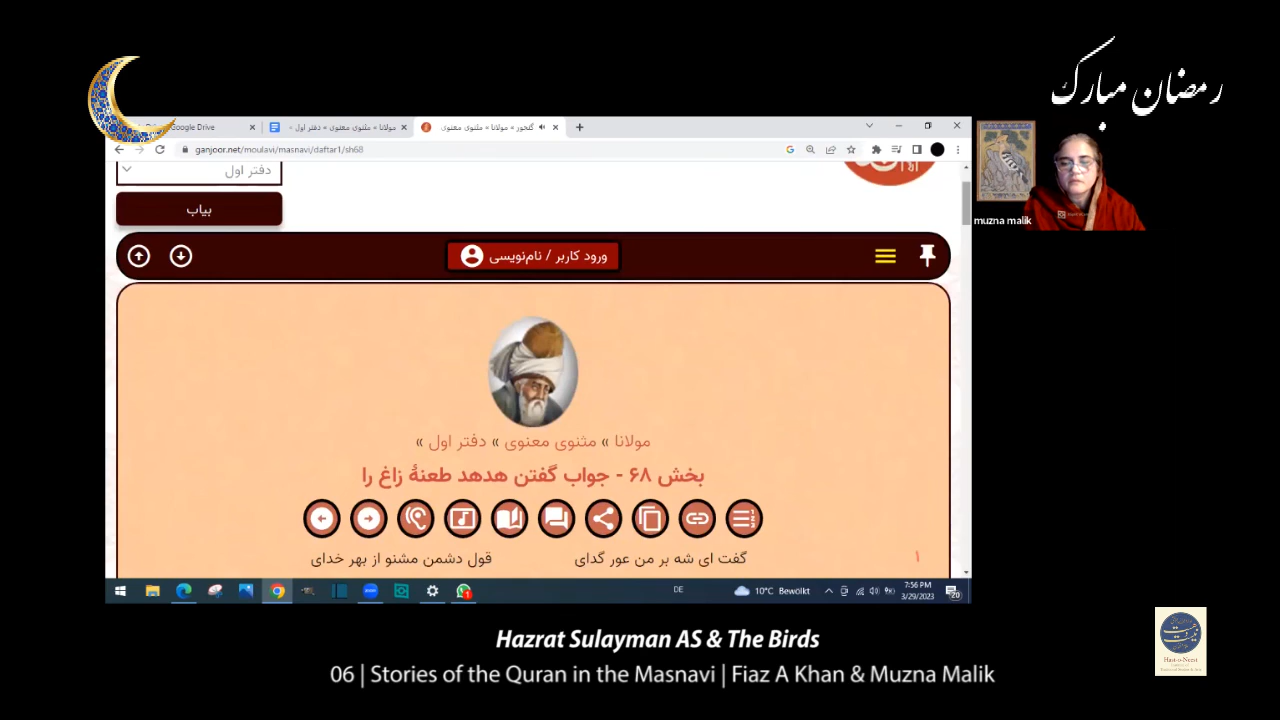 رمضان مبارک
Google Drive
مولانا » مثنوی معنوی » دفتر اول »
گنجور » مولانا » مثنوی معنوی
ganjoor.net/moulavi/masnavi/daftar1/sh68
دفتر اول
بیاب
muzna malik
ورود کاربر / نام‌نویسی
مولانا » مثنوی معنوی » دفتر اول »
بخش ۶۸ - جواب گفتن هدهد طعنهٔ زاغ را
۱
گفت ای شه بر من عور گدای
قول دشمن مشنو از بهر خدای
DE
10°C Bewölkt
7:56 PM
3/29/2023
20
Hazrat Sulayman AS & The Birds
06 | Stories of the Quran in the Masnavi | Fiaz A Khan & Muzna Malik
Hast-o-Neest